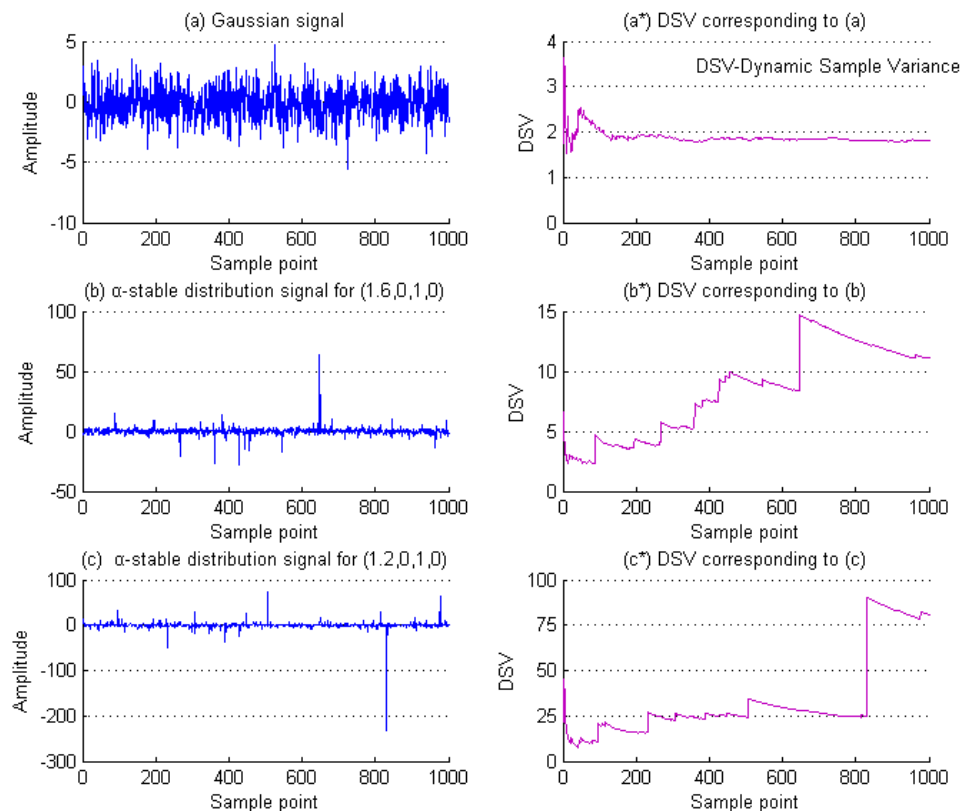 (a) Gaussian signal
5
0
-5
-10
Amplitude
0 200 400 600 800 1000
Sample point
(a*) DSV corresponding to (a)
DSV-Dynamic Sample Variance
4
3
2
1
0
DSV
0 200 400 600 800 1000
Sample point
(b) α-stable distribution signal for (1.6,0,1,0)
100
50
0
-50
Amplitude
0 200 400 600 800 1000
Sample point
(b*) DSV corresponding to (b)
15
10
5
0
DSV
0 200 400 600 800 1000
Sample point
(c) α-stable distribution signal for (1.2,0,1,0)
100
0
-100
-200
-300
Amplitude
0 200 400 600 800 1000
Sample point
(c*) DSV corresponding to (c)
100
75
50
25
0
DSV
0 200 400 600 800 1000
Sample point